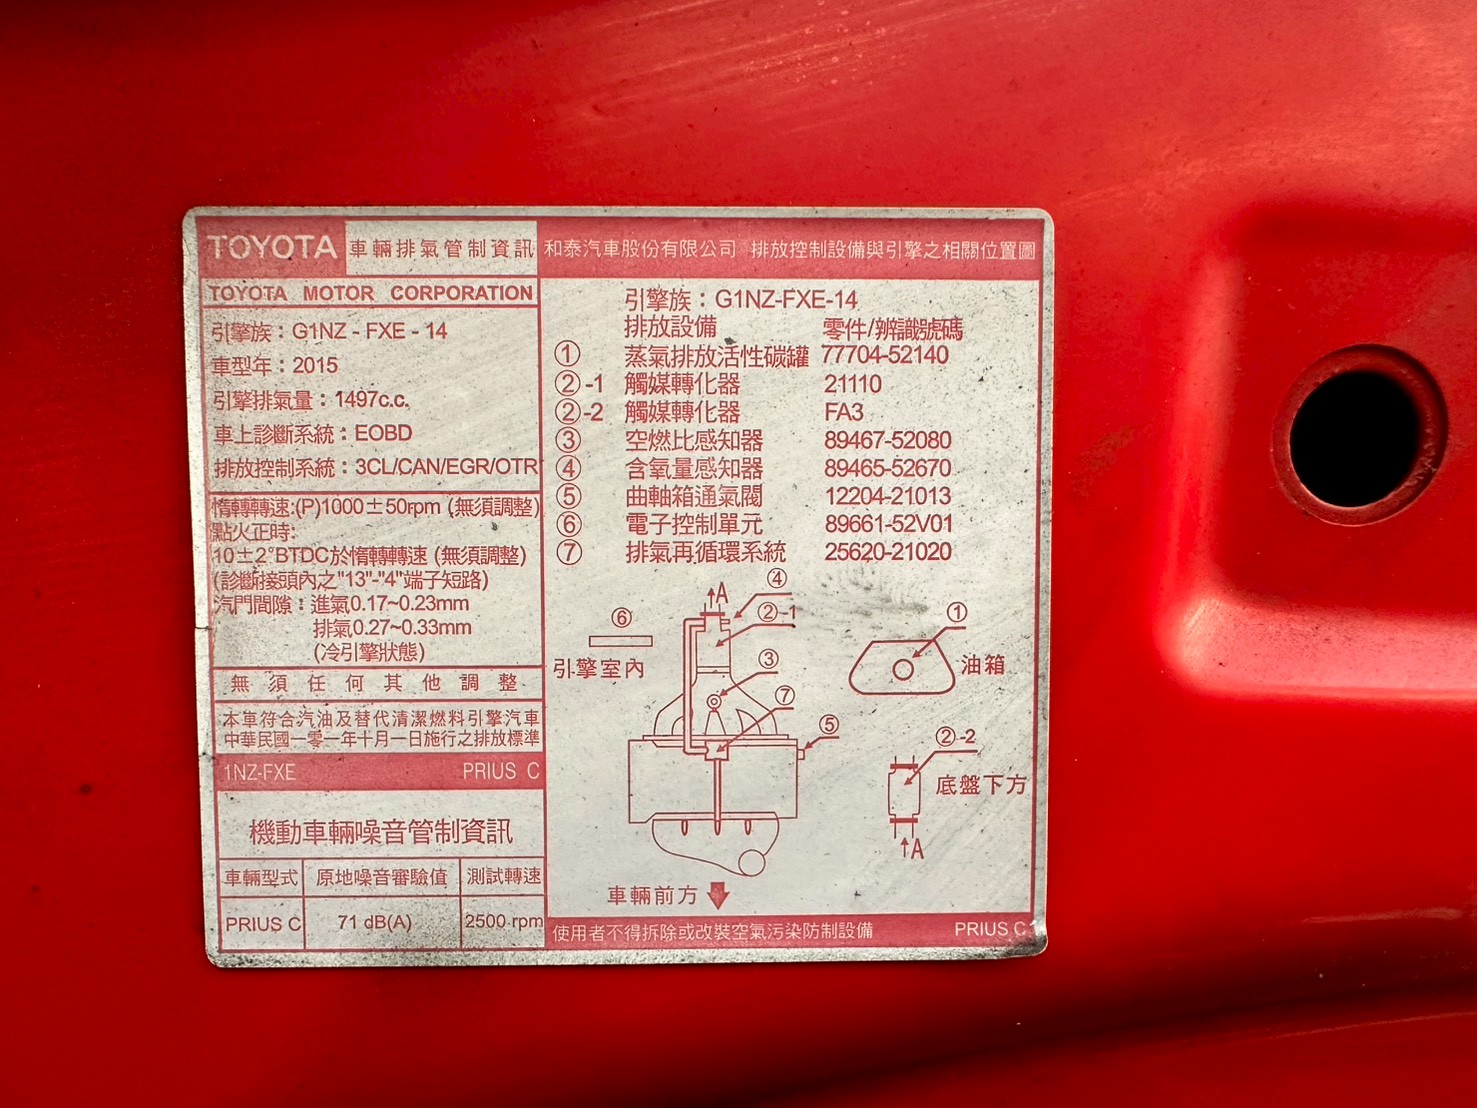 TOYOTA 車輛排氣管制資訊
TOYOTA MOTOR CORPORATION
引擎族：G1NZ - FXE - 14
車型年：2015
引擎排氣量：1497c.c.
車上診斷系統：EOBD
排放控制系統：3CL/CAN/EGR/OTR
惰轉轉速:(P)1000±50rpm (無須調整)
點火正時:
10±2°BTDC於惰轉轉速 (無須調整)
(診斷接頭內之"13"-"4"端子短路)
汽門間隙：進氣0.17~0.23mm
排氣0.27~0.33mm
(冷引擎狀態)
無須任何其他調整
本車符合汽油及替代清潔燃料引擎汽車
中華民國一零一年十月一日施行之排放標準
1NZ-FXE PRIUS C
機動車輛噪音管制資訊
車輛型式 原地噪音審驗值 測試轉速
PRIUS C 71 dB(A) 2500 rpm
和泰汽車股份有限公司 排放控制設備與引擎之相關位置圖
引擎族：G1NZ-FXE-14
排放設備 零件/辨識號碼
① 蒸氣排放活性碳罐 77704-52140
②-1 觸媒轉化器 21110
②-2 觸媒轉化器 FA3
③ 空燃比感知器 89467-52080
④ 含氧量感知器 89465-52670
⑤ 曲軸箱通氣閥 12204-21013
⑥ 電子控制單元 89661-52V01
⑦ 排氣再循環系統 25620-21020
↑A ④
⑥ ②-1 ①
引擎室內 ③ 油箱
⑦
⑤ ②-2
底盤下方
↑A
車輛前方
使用者不得拆除或改裝空氣污染防制設備 PRIUS C1